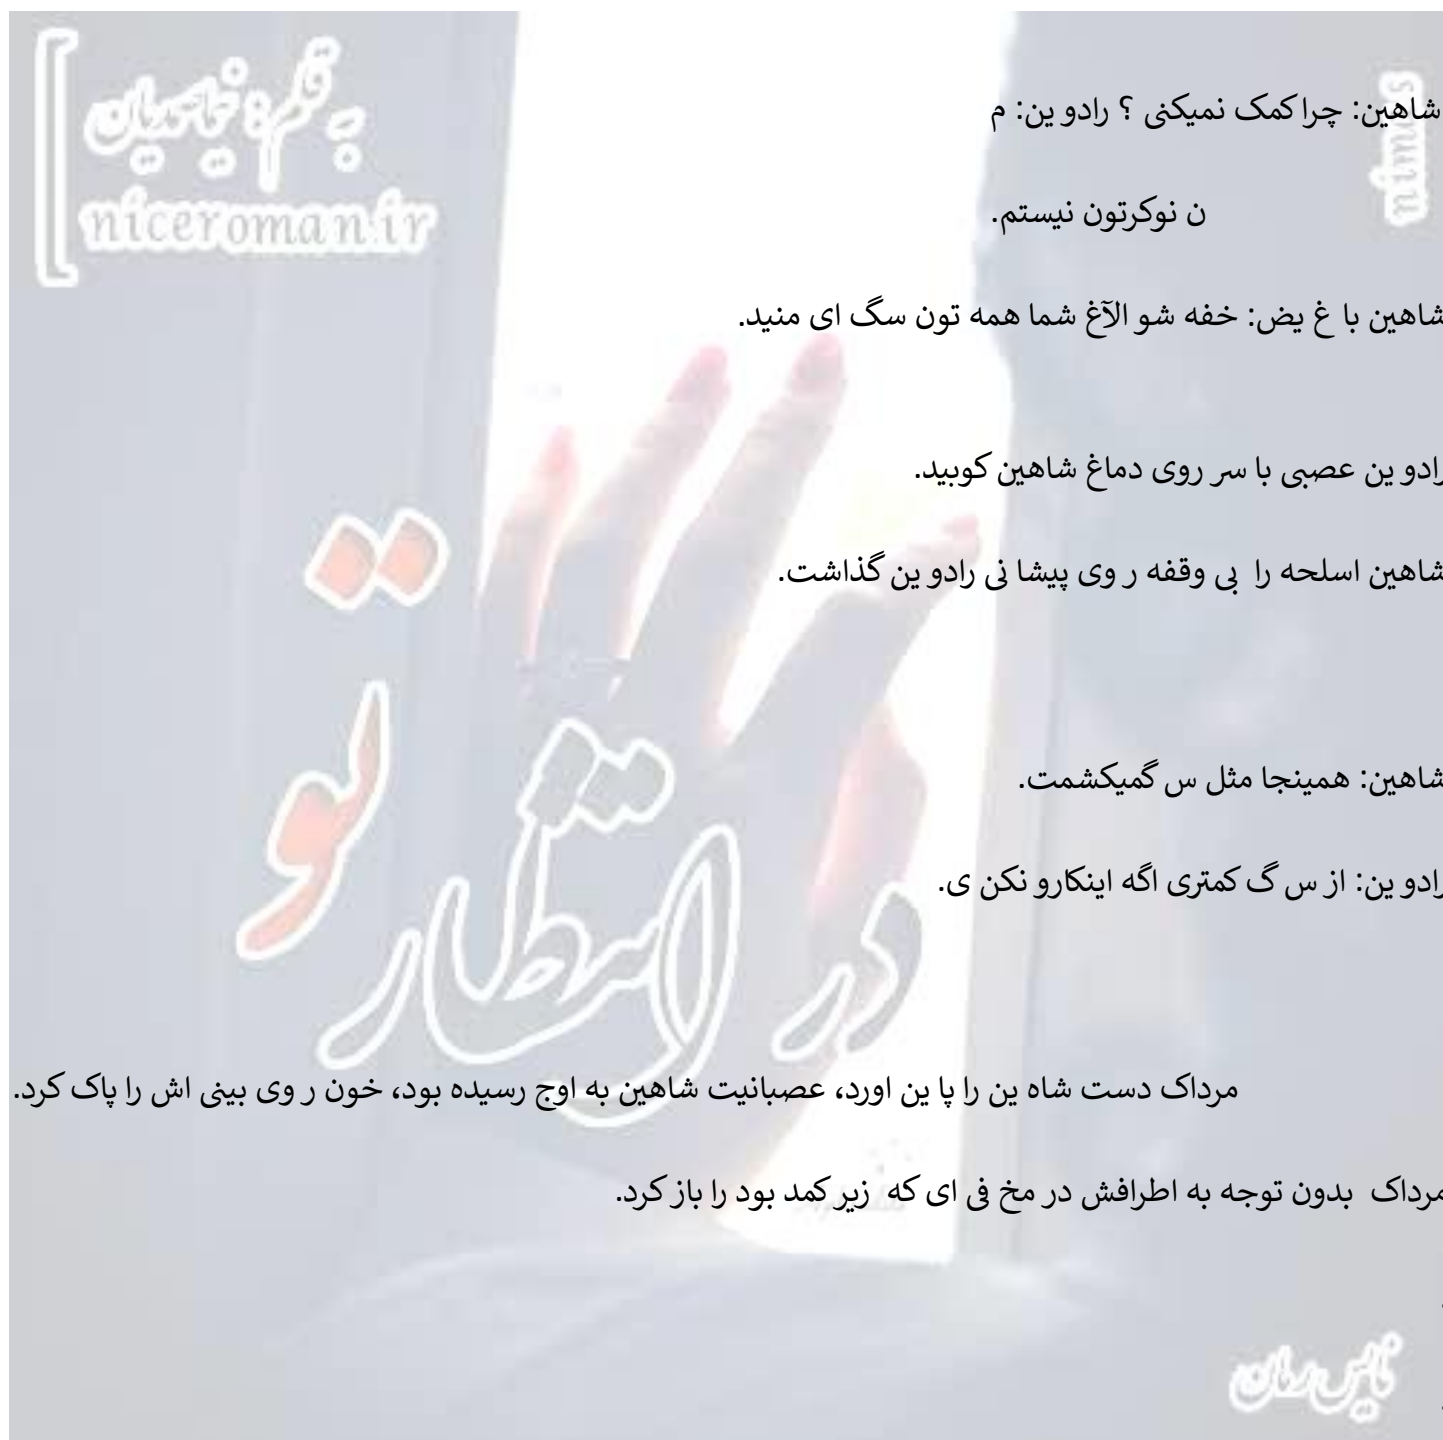 به قلم:
niceroman.ir
nimus
شاهین: چرا کمک نمیکنی ؟ رادو ین: م
ن نوکرتون نیستم.
شاهین با غ یض: خفه شو الآغ شما همه تون سگ ای منید.
رادو ین عصبی با سر روی دماغ شاهین کوبید.
شاهین اسلحه را بی وقفه ر وی پیشا نی رادو ین گذاشت.
شاهین: همینجا مثل س گمیکشمت.
رادو ین: از س گ کمتری اگه اینکارو نکن ی.
در انتظار تو
مرداک دست شاه ین را پا ین اورد، عصبانیت شاهین به اوج رسیده بود، خون ر وی بینی اش را پاک کرد.
مرداک بدون توجه به اطرافش در مخ فی ای که زیر کمد بود را باز کرد.
نایس رمان